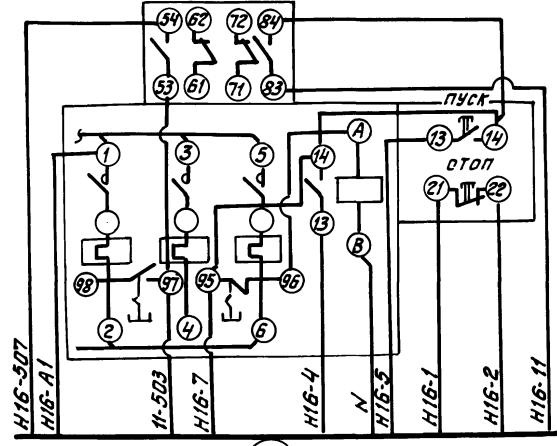 54 62 72 84
53 61 71 83
ПУСК
А
1 3 5 14 13 14
СТОП
21 22
13
В
98 97 95 96
2 4 6
Н16-507
Н16-А1
11-503
Н16-7
Н16-4
N
Н16-5
Н16-1
Н16-2
Н16-11